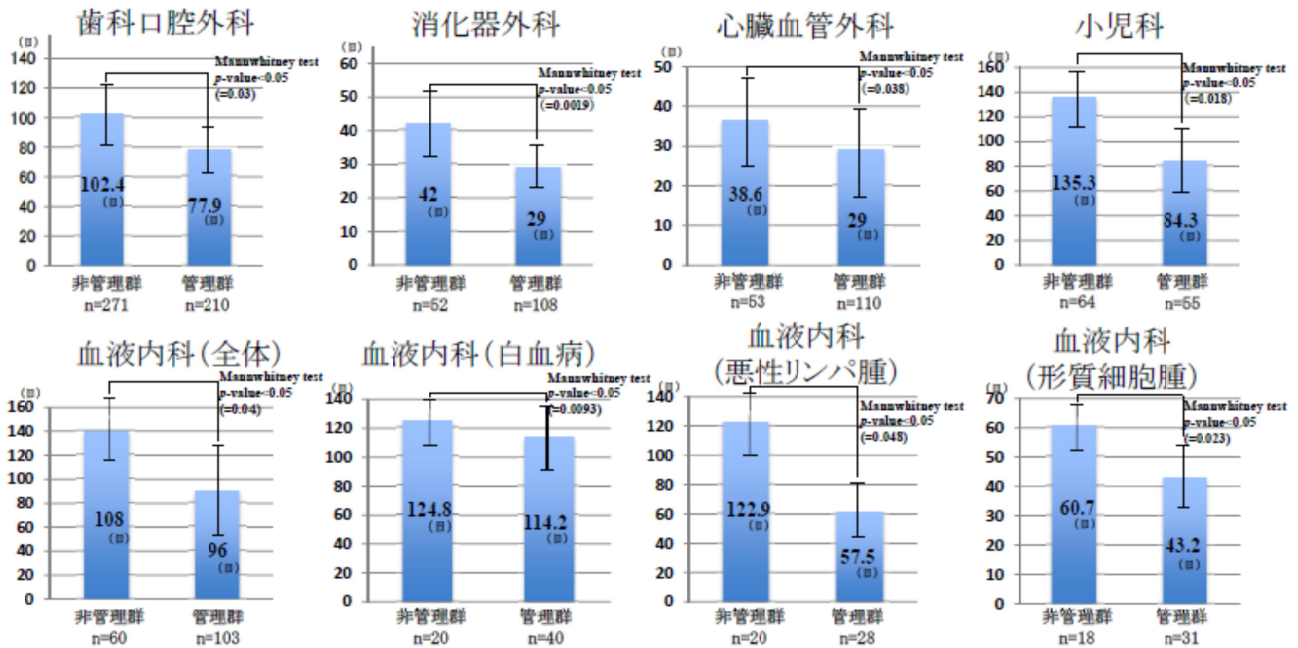 歯科口腔外科
(日)
140
120
100
80
60
40
20
0
Mannwhitney test
p-value<0.05
(=0.03)
102.4
(日)
77.9
(日)
非管理群
管理群
n=271
n=210
消化器外科
(日)
60
50
40
30
20
10
0
Mannwhitney test
p-value<0.05
(=0.0019)
42
(日)
29
(日)
非管理群
管理群
n=52
n=108
心臓血管外科
(日)
50
40
30
20
10
0
Mannwhitney test
p-value<0.05
(=0.038)
38.6
(日)
29
(日)
非管理群
管理群
n=53
n=110
小児科
(日)
160
140
120
100
80
60
40
20
0
Mannwhitney test
p-value<0.05
(=0.018)
135.3
(日)
84.3
(日)
非管理群
管理群
n=64
n=55
血液内科(全体)
(日)
160
140
120
100
80
60
40
20
0
Mannwhitney test
p-value<0.05
(=0.04)
108
(日)
96
(日)
非管理群
管理群
n=60
n=103
血液内科(白血病)
(日)
140
120
100
80
60
40
20
0
Mannwhitney test
p-value<0.05
(=0.0093)
124.8
(日)
114.2
(日)
非管理群
管理群
n=20
n=40
血液内科
(悪性リンパ腫)
(日)
140
120
100
80
60
40
20
0
Mannwhitney test
p-value<0.05
(=0.048)
122.9
(日)
57.5
(日)
非管理群
管理群
n=20
n=28
血液内科
(形質細胞腫)
(日)
70
60
50
40
30
20
10
0
Mannwhitney test
p-value<0.05
(=0.023)
60.7
(日)
43.2
(日)
非管理群
管理群
n=18
n=31